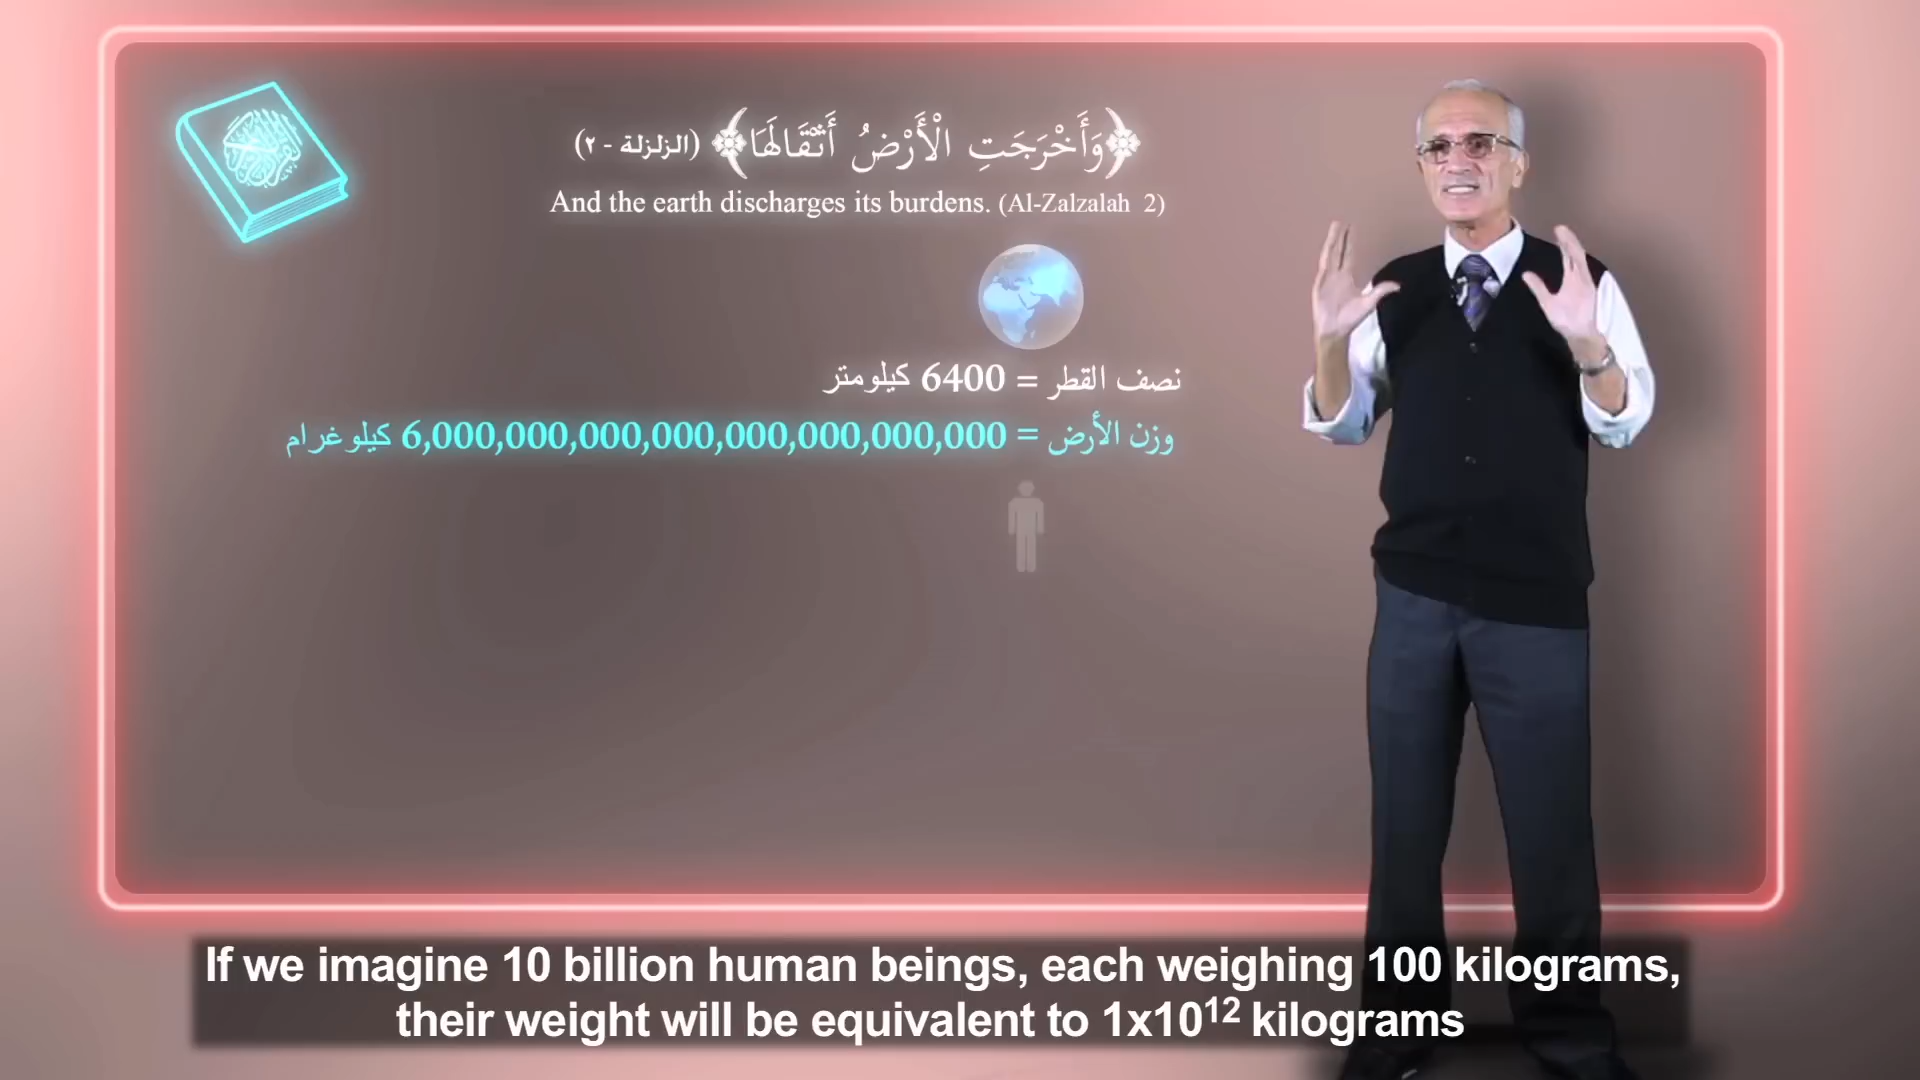 ﴿وَأَخْرَجَتِ الْأَرْضُ أَثْقَالَهَا﴾ (الزلزلة - ٢)
And the earth discharges its burdens. (Al-Zalzalah 2)
نصف القطر = 6400 كيلومتر
وزن الأرض = 6,000,000,000,000,000,000,000,000 كيلو غرام
If we imagine 10 billion human beings, each weighing 100 kilograms,
their weight will be equivalent to 1x10¹² kilograms